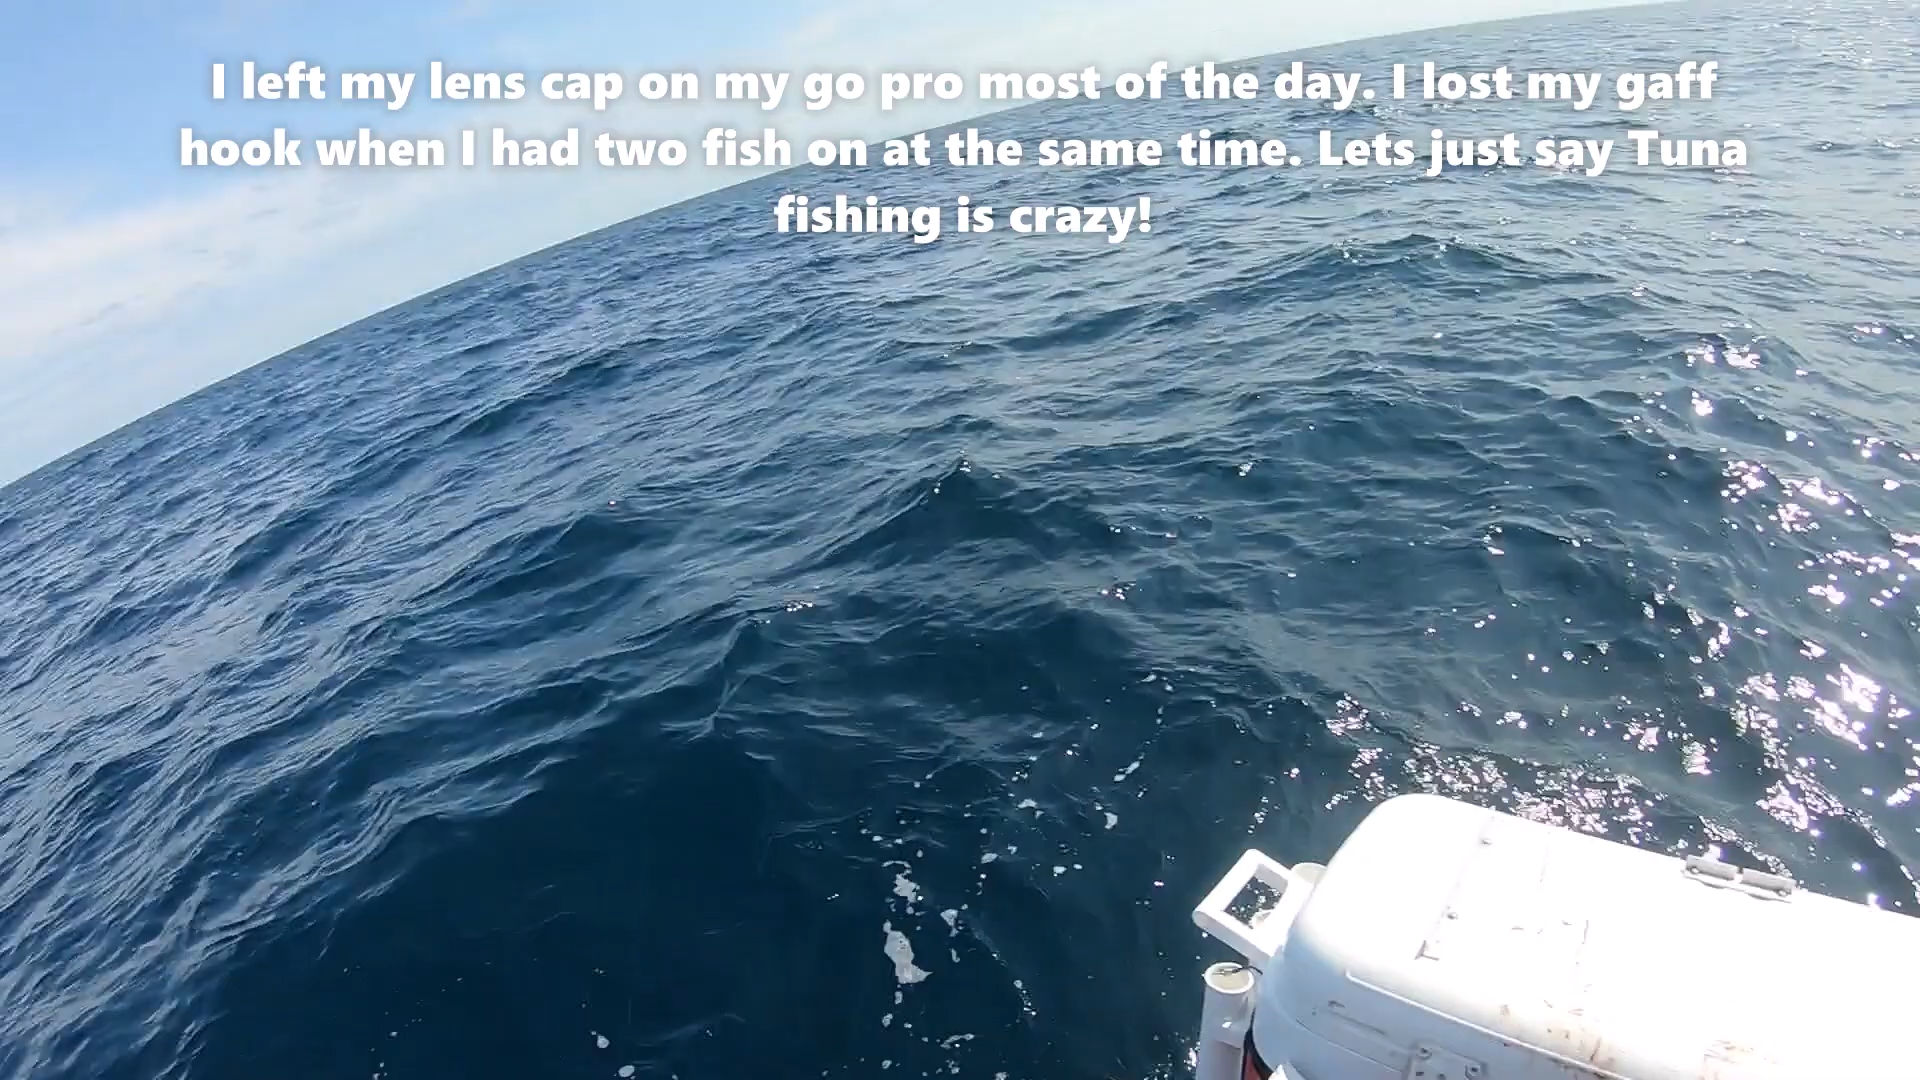 I left my lens cap on my go pro most of the day. I lost my gaff
hook when I had two fish on at the same time. Lets just say Tuna
fishing is crazy!